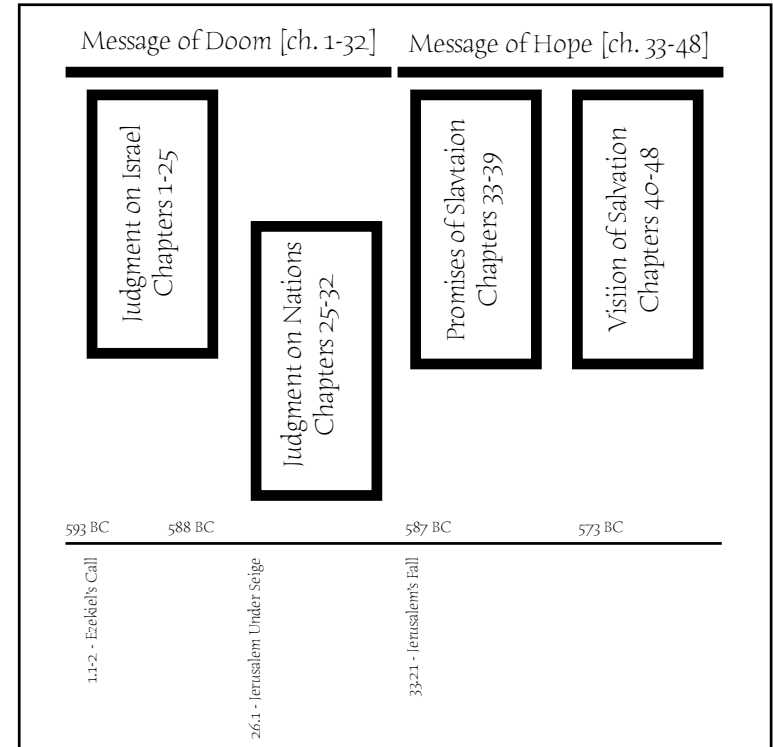 Message of Doom [ch. 1-32]
Message of Hope [ch. 33-48]
Judgment on Israel
Chapters 1-25
Judgment on Nations
Chapters 25-32
Promises of Slavtaion
Chapters 33-39
Visiion of Salvation
Chapters 40-48
593 BC
588 BC
587 BC
573 BC
1.1-2 - Ezekiel's Call
26.1 - Jerusalem Under Seige
33.21 - Jerusalem's Fall